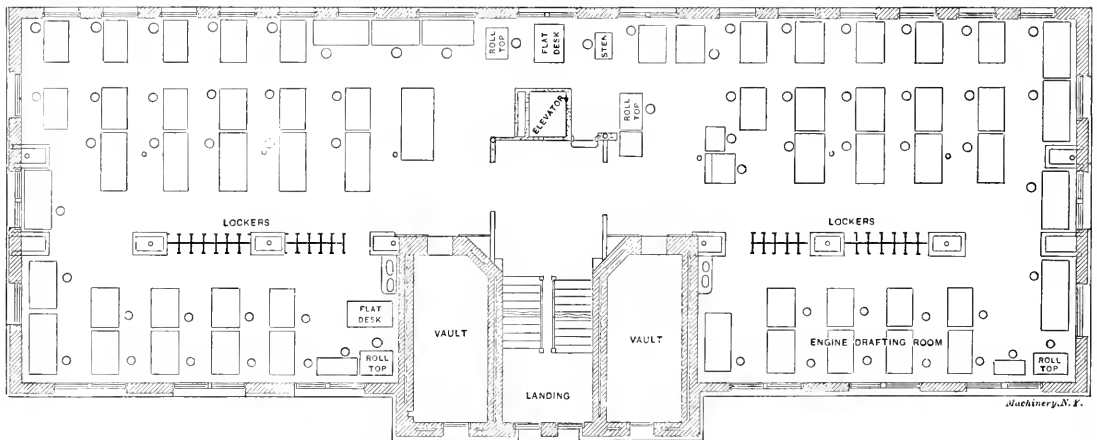 ROLL
TOP
FLAT
DESK
STEN
ELEVATOR
ROLL
TOP
LOCKERS
LOCKERS
FLAT
DESK
VAULT
VAULT
ENGINE DRAFTING ROOM
ROLL
TOP
ROLL
TOP
LANDING
Machinery, N.Y.